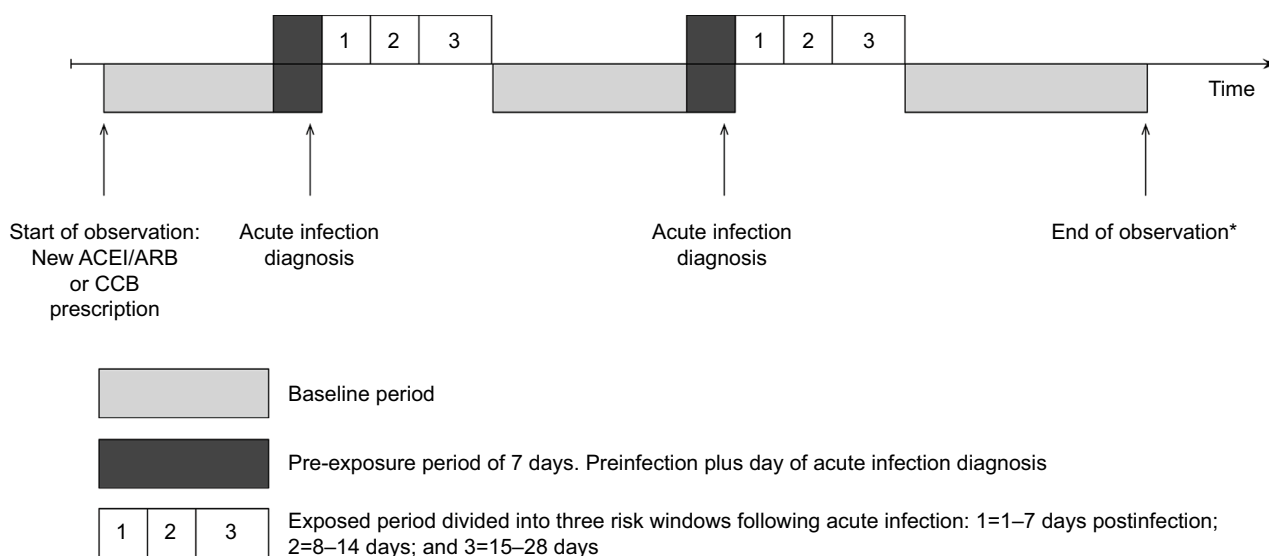 1 2 3 1 2 3
Time
Start of observation:
New ACEI/ARB
or CCB
prescription
Acute infection
diagnosis
Acute infection
diagnosis
End of observation*
Baseline period
Pre-exposure period of 7 days. Preinfection plus day of acute infection diagnosis
1 2 3
Exposed period divided into three risk windows following acute infection: 1=1–7 days postinfection;
2=8–14 days; and 3=15–28 days